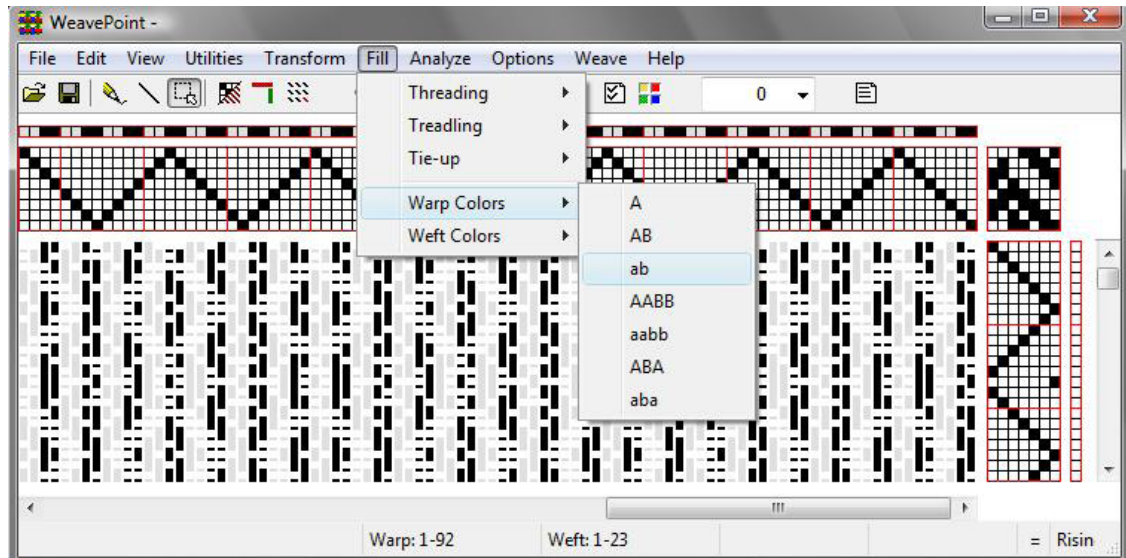 WeavePoint -
File Edit View Utilities Transform Fill Analyze Options Weave Help
0
Threading
Treadling
Tie-up
Warp Colors
Weft Colors
A
AB
ab
AABB
aabb
ABA
aba
Warp: 1-92 Weft: 1-23 = Risin